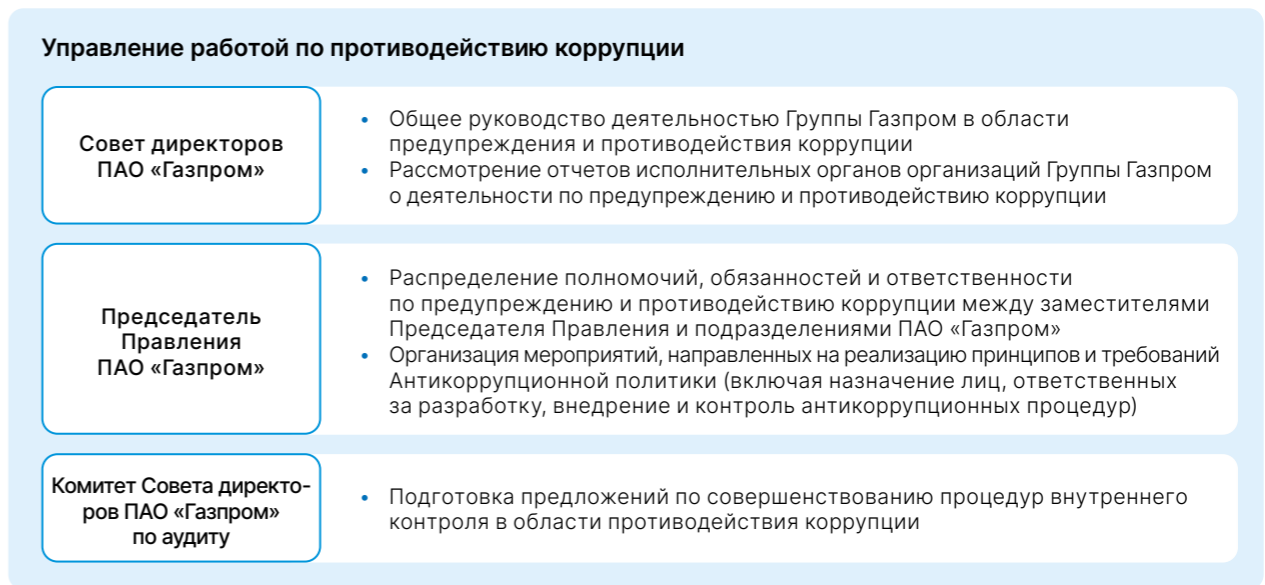 Управление работой по противодействию коррупции
Совет директоров
ПАО «Газпром»
• Общее руководство деятельностью Группы Газпром в области
предупреждения и противодействия коррупции
• Рассмотрение отчетов исполнительных органов организаций Группы Газпром
о деятельности по предупреждению и противодействию коррупции
Председатель
Правления
ПАО «Газпром»
• Распределение полномочий, обязанностей и ответственности
по предупреждению и противодействию коррупции между заместителями
Председателя Правления и подразделениями ПАО «Газпром»
• Организация мероприятий, направленных на реализацию принципов и требований
Антикоррупционной политики (включая назначение лиц, ответственных
за разработку, внедрение и контроль антикоррупционных процедур)
Комитет Совета директо-
ров ПАО «Газпром»
по аудиту
• Подготовка предложений по совершенствованию процедур внутреннего
контроля в области противодействия коррупции